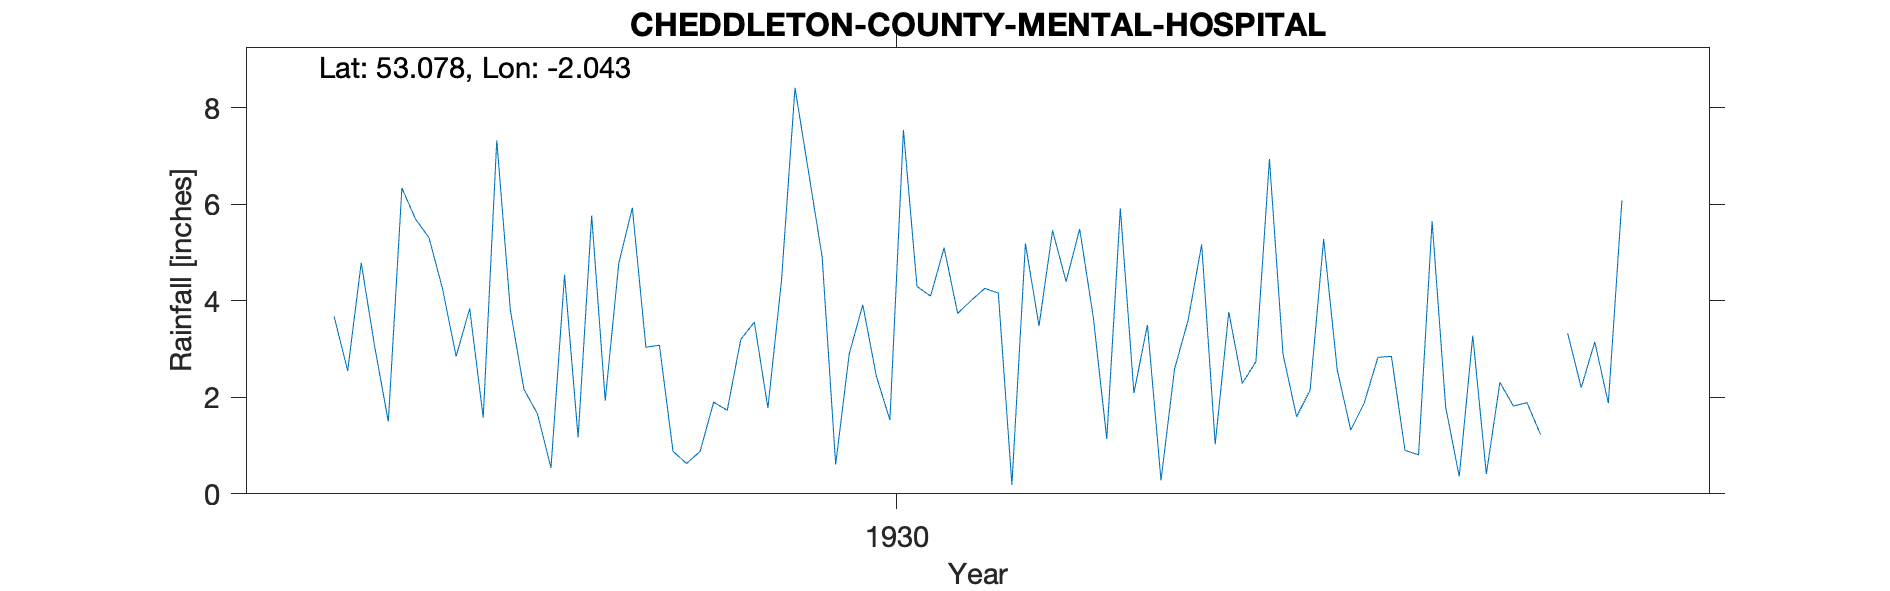 CHEDDLETON-COUNTY-MENTAL-HOSPITAL
Lat: 53.078, Lon: -2.043
8
6
4
2
0
Rainfall [inches]
1930
Year